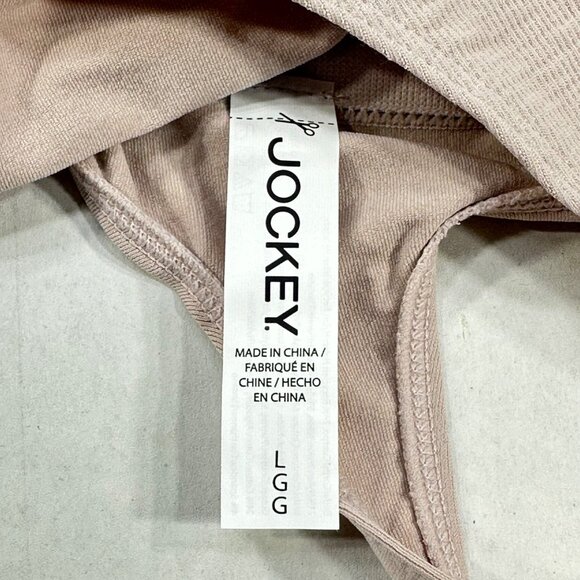 JOCKEY.
MADE IN CHINA /
FABRIQUÉ EN
CHINE / HECHO
EN CHINA
L
G
G